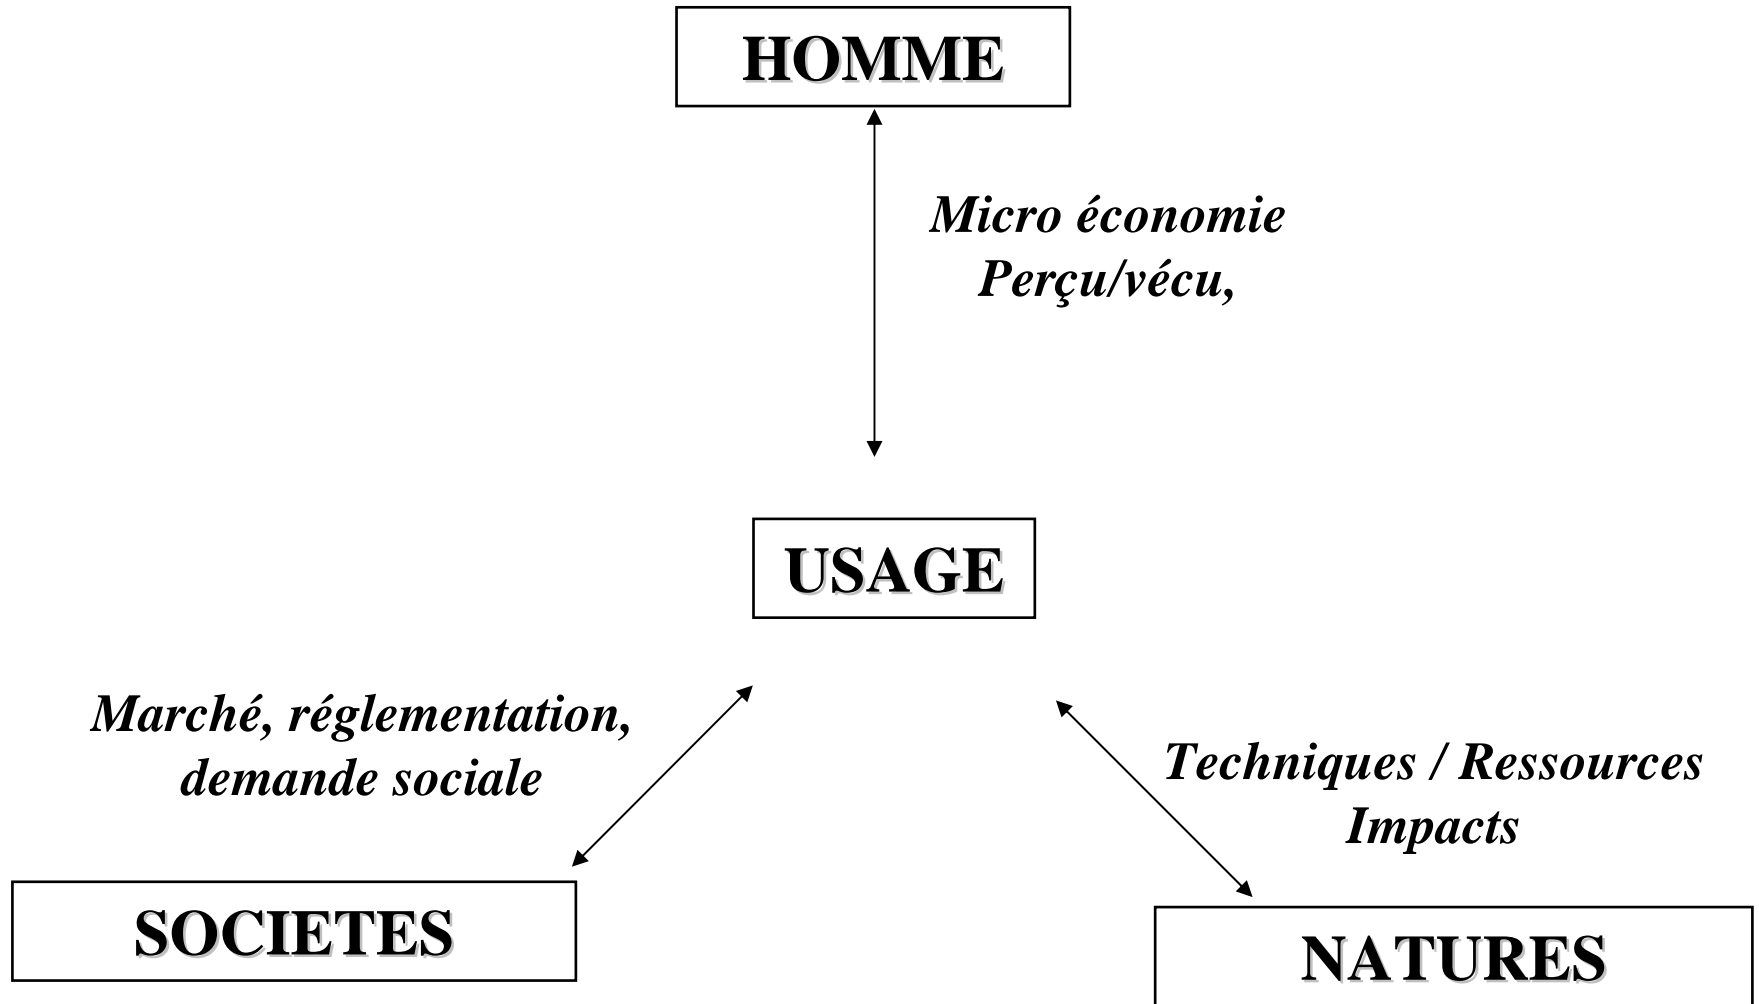 HOMME
Micro économie
Perçu/vécu,
USAGE
Marché, réglementation,
demande sociale
Techniques / Ressources
Impacts
SOCIETES
NATURES